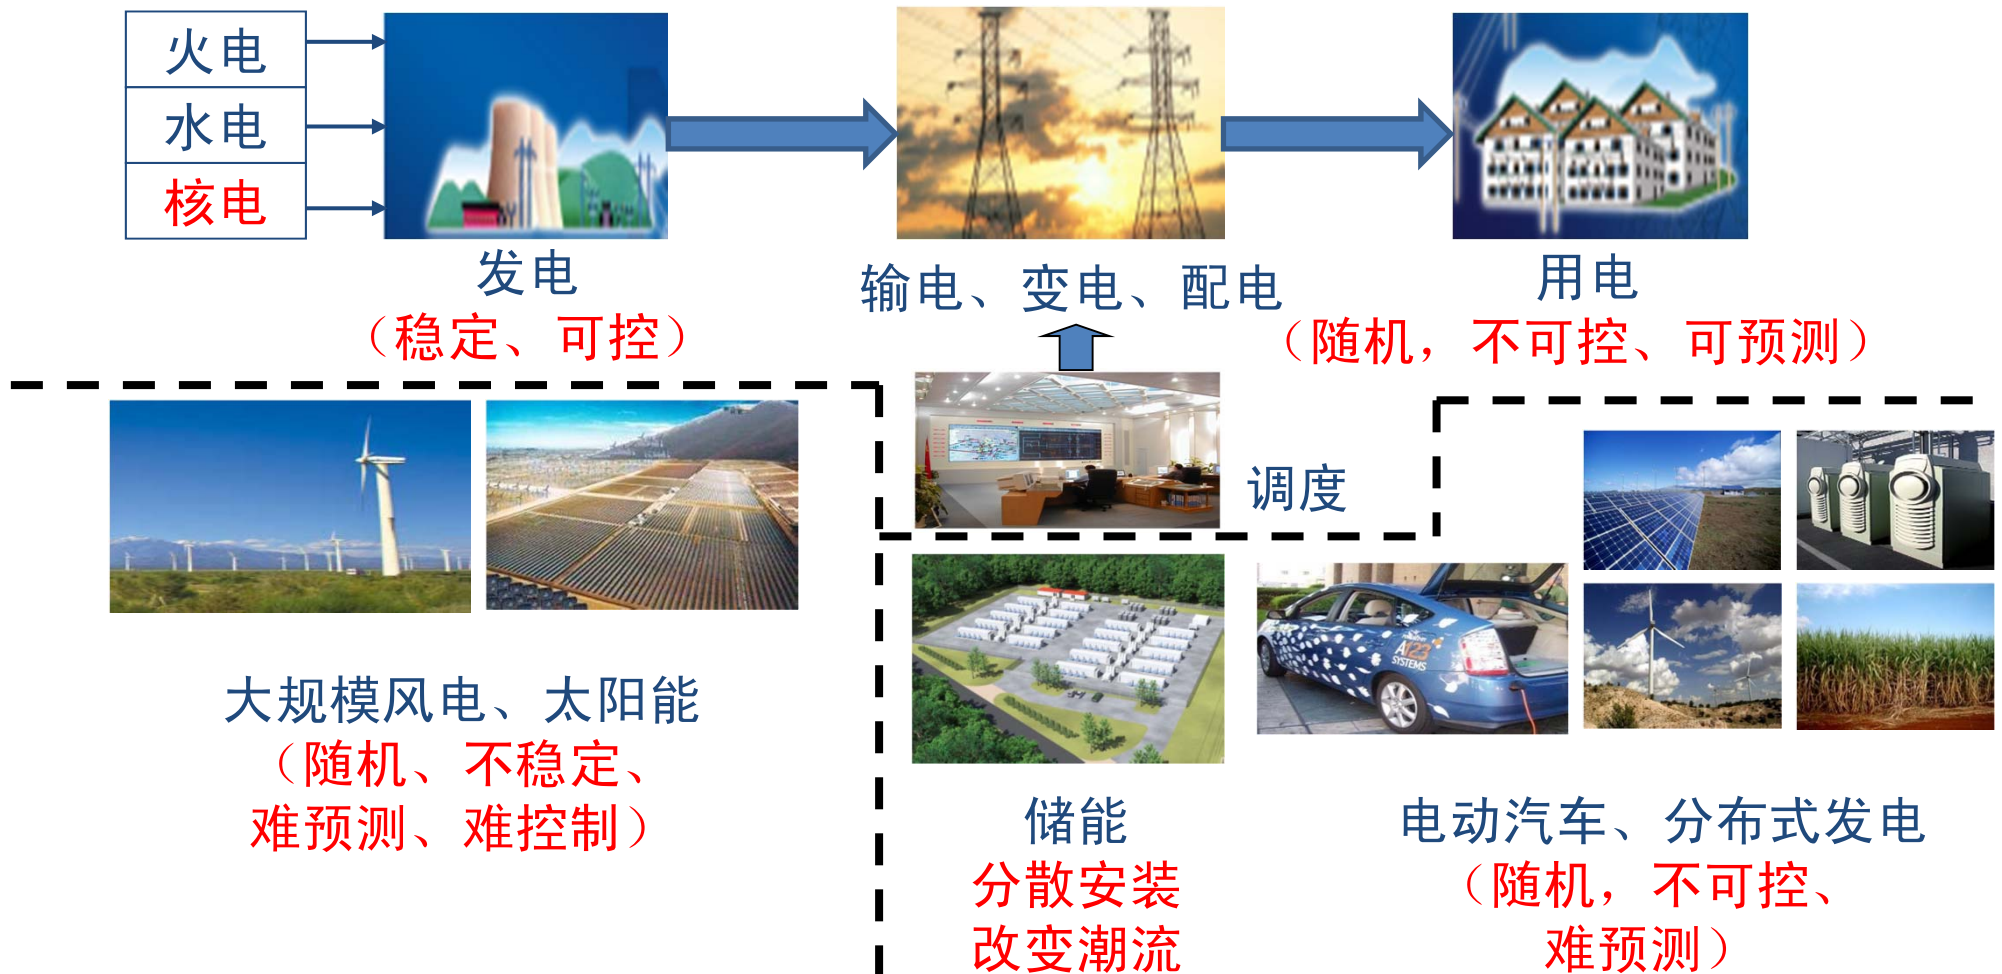 火电
水电
核电
发电
（稳定、可控）
输电、变电、配电
用电
（随机，不可控、可预测）
调度
大规模风电、太阳能
（随机、不稳定、
难预测、难控制）
A123
SYSTEMS
储能
分散安装
改变潮流
电动汽车、分布式发电
（随机，不可控、
难预测）